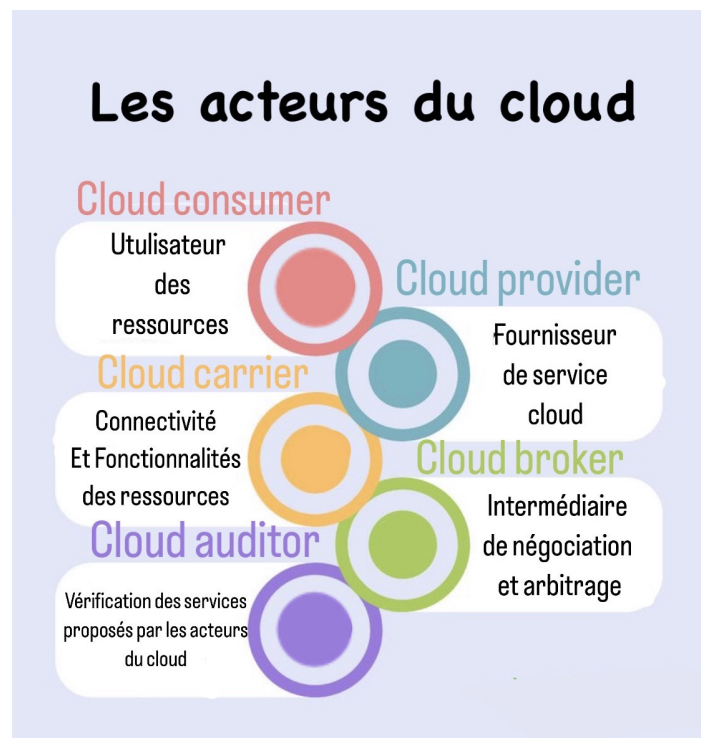 Les acteurs du cloud
Cloud consumer
Utulisateur
des
ressources
Cloud provider
Fournisseur
de service
cloud
Cloud carrier
Connectivité
Et Fonctionnalités
des ressources
Cloud broker
Intermédiaire
de négociation
et arbitrage
Cloud auditor
Vérification des services
proposés par les acteurs
du cloud